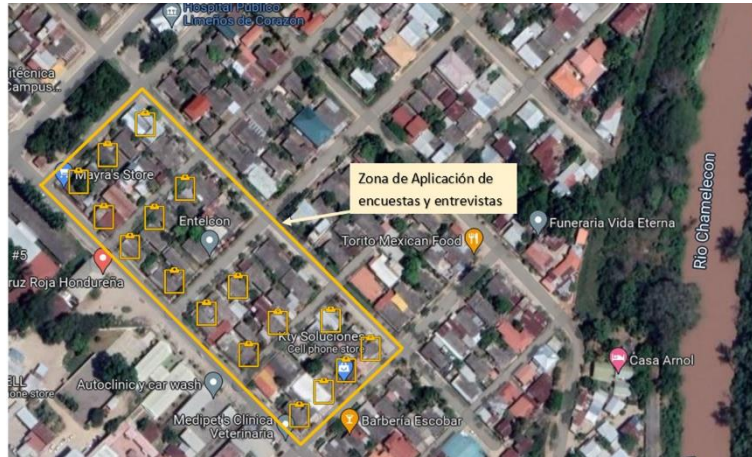 Hospital Público
Limeños de Corazón
itécnica
Campus...
Mayra's Store
Zona de Aplicación de
encuestas y entrevistas
Entelcon
Torito Mexican Food
Funeraria Vida Eterna
Rio Chamelecon
#5
ruz Roja Hondureña
Kty Soluciones
Cell phone store
Casa Arnol
ELL
one store
Autoclinic y car wash
Medipet's Clínica
Veterinaria
Barbería Escobar